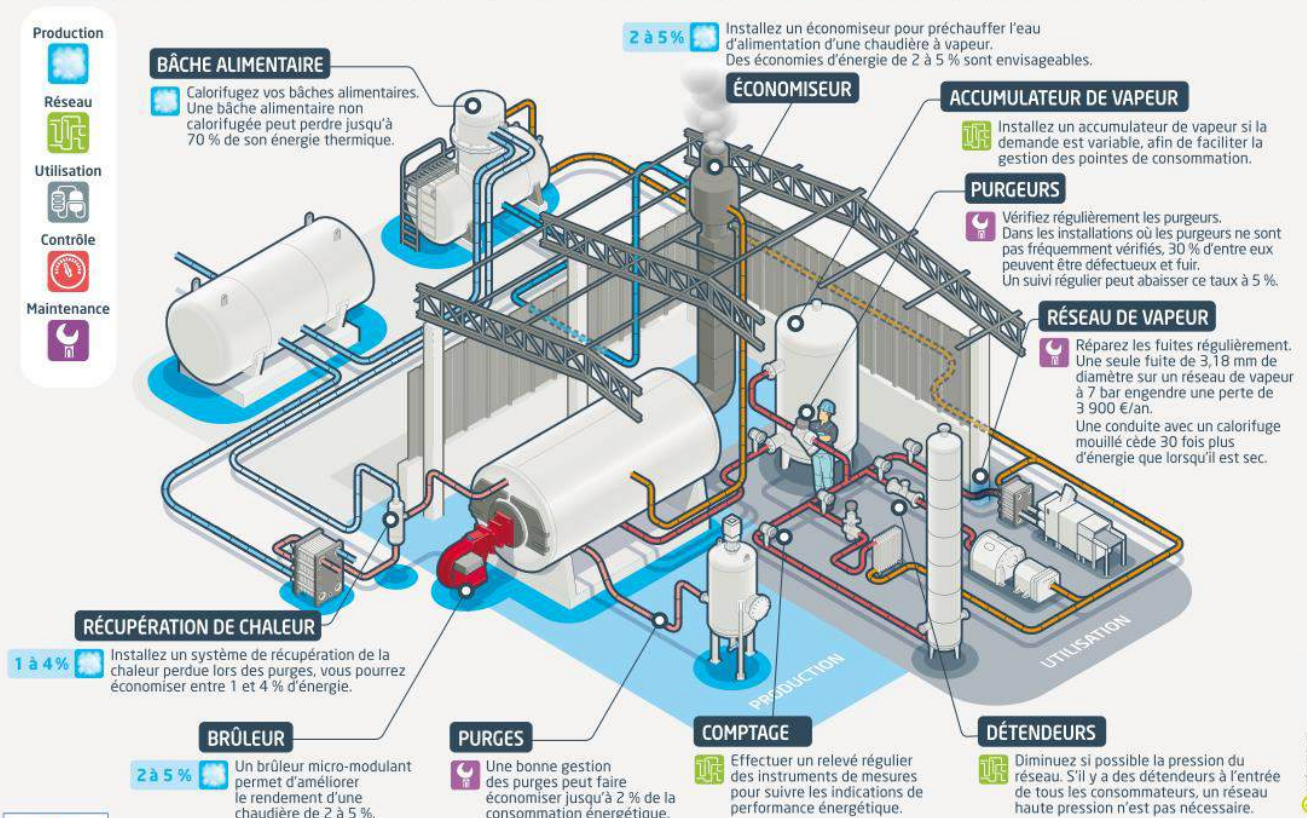 Production
Réseau
Utilisation
Contrôle
Maintenance
BÂCHE ALIMENTAIRE
Calorifugez vos bâches alimentaires.
Une bâche alimentaire non
calorifugée peut perdre jusqu'à
70 % de son énergie thermique.
2 à 5 %
Installez un économiseur pour préchauffer l'eau
d'alimentation d'une chaudière à vapeur.
Des économies d'énergie de 2 à 5 % sont envisageables.
ÉCONOMISEUR
ACCUMULATEUR DE VAPEUR
Installez un accumulateur de vapeur si la
demande est variable, afin de faciliter la
gestion des pointes de consommation.
PURGEURS
Vérifiez régulièrement les purgeurs.
Dans les installations où les purgeurs ne sont
pas fréquemment vérifiés, 30 % d'entre eux
peuvent être défectueux et fuir.
Un suivi régulier peut abaisser ce taux à 5 %.
RÉSEAU DE VAPEUR
Réparez les fuites régulièrement.
Une seule fuite de 3,18 mm de
diamètre sur un réseau de vapeur
à 7 bar engendre une perte de
3 900 €/an.
Une conduite avec un calorifuge
mouillé cède 30 fois plus
d'énergie que lorsqu'il est sec.
RÉCUPÉRATION DE CHALEUR
1 à 4 %
Installez un système de récupération de la
chaleur perdue lors des purges, vous pourrez
économiser entre 1 et 4 % d'énergie.
PRODUCTION
UTILISATION
BRÛLEUR
2 à 5 %
Un brûleur micro-modulant
permet d'améliorer
le rendement d'une
chaudière de 2 à 5 %.
PURGES
Une bonne gestion
des purges peut faire
économiser jusqu'à 2 % de la
consommation énergétique.
COMPTAGE
Effectuer un relevé régulier
des instruments de mesures
pour suivre les indications de
performance énergétique.
DÉTENDEURS
Diminuez si possible la pression du
réseau. S'il y a des détendeurs à l'entrée
de tous les consommateurs, un réseau
haute pression n'est pas nécessaire.